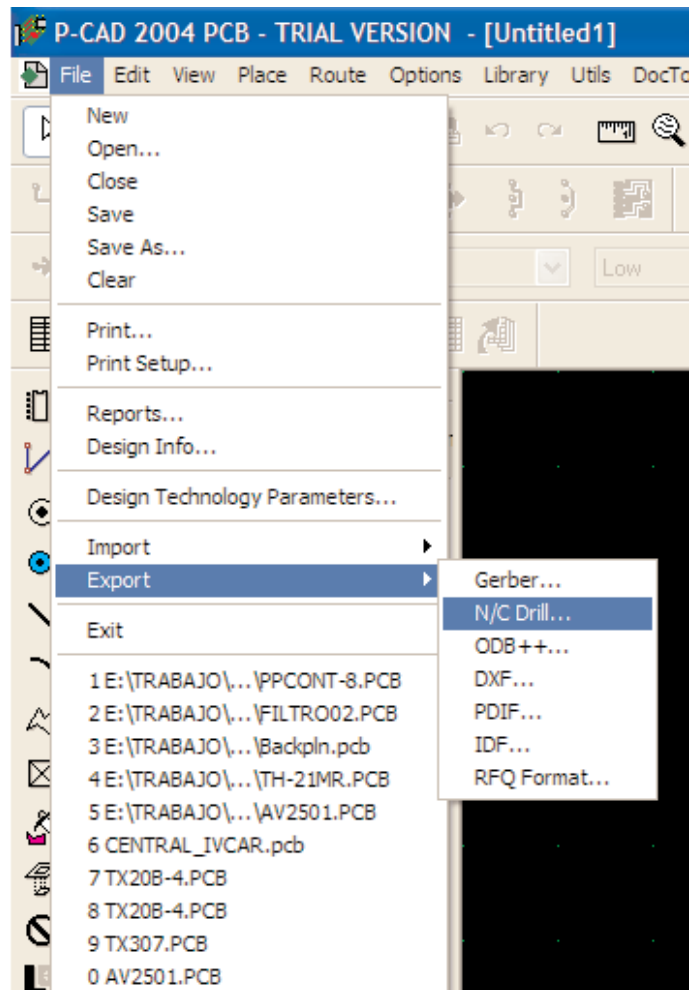 P-CAD 2004 PCB - TRIAL VERSION - [Untitled1]
File Edit View Place Route Options Library Utils DocTo
New
Open...
Close
Save
Save As...
Clear
Low
Print...
Print Setup...
Reports...
Design Info...
Design Technology Parameters...
Import
Export
Exit
Gerber...
N/C Drill...
ODB++...
DXF...
PDIF...
IDF...
RFQ Format...
1 E:\TRABAJO\...\PPCONT-8.PCB
2 E:\TRABAJO\...\FILTRO02.PCB
3 E:\TRABAJO\...\Backpln.pcb
4 E:\TRABAJO\...\TH-21MR.PCB
5 E:\TRABAJO\...\AV2501.PCB
6 CENTRAL_IVCAR.pcb
7 TX20B-4.PCB
8 TX20B-4.PCB
9 TX307.PCB
0 AV2501.PCB